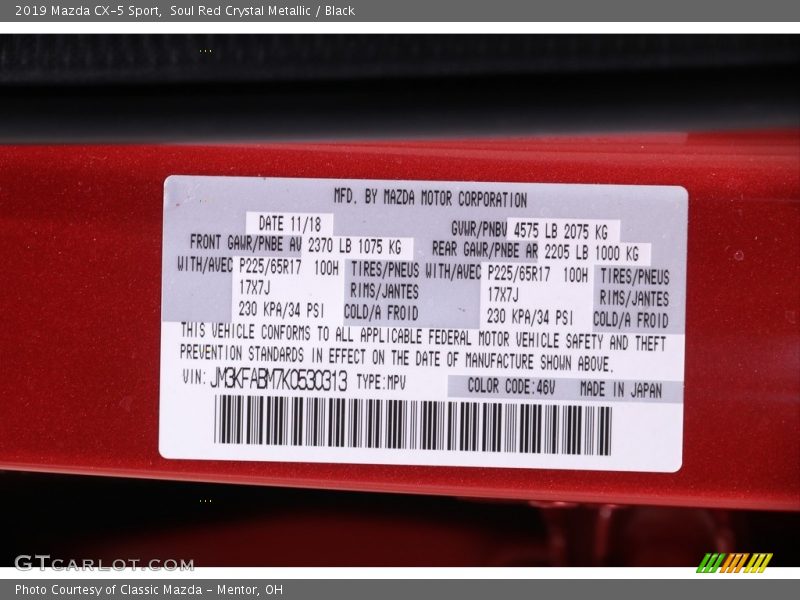 2019 Mazda CX-5 Sport,  Soul Red Crystal Metallic / Black
MFD. BY MAZDA MOTOR CORPORATION
DATE 11/18 GVWR/PNBV 4575 LB 2075 KG
FRONT GAWR/PNBE AV 2370 LB 1075 KG REAR GAWR/PNBE AR 2205 LB 1000 KG
WITH/AVEC P225/65R17 100H TIRES/PNEUS WITH/AVEC P225/65R17 100H TIRES/PNEUS
17X7J RIMS/JANTES 17X7J RIMS/JANTES
230 KPA/34 PSI COLD/A FROID 230 KPA/34 PSI COLD/A FROID
THIS VEHICLE CONFORMS TO ALL APPLICABLE FEDERAL MOTOR VEHICLE SAFETY AND THEFT
PREVENTION STANDARDS IN EFFECT ON THE DATE OF MANUFACTURE SHOWN ABOVE.
VIN: JM3KFABM7K0530313 TYPE:MPV COLOR CODE:46V MADE IN JAPAN
GTCARLOT.COM
Photo Courtesy of Classic Mazda - Mentor, OH